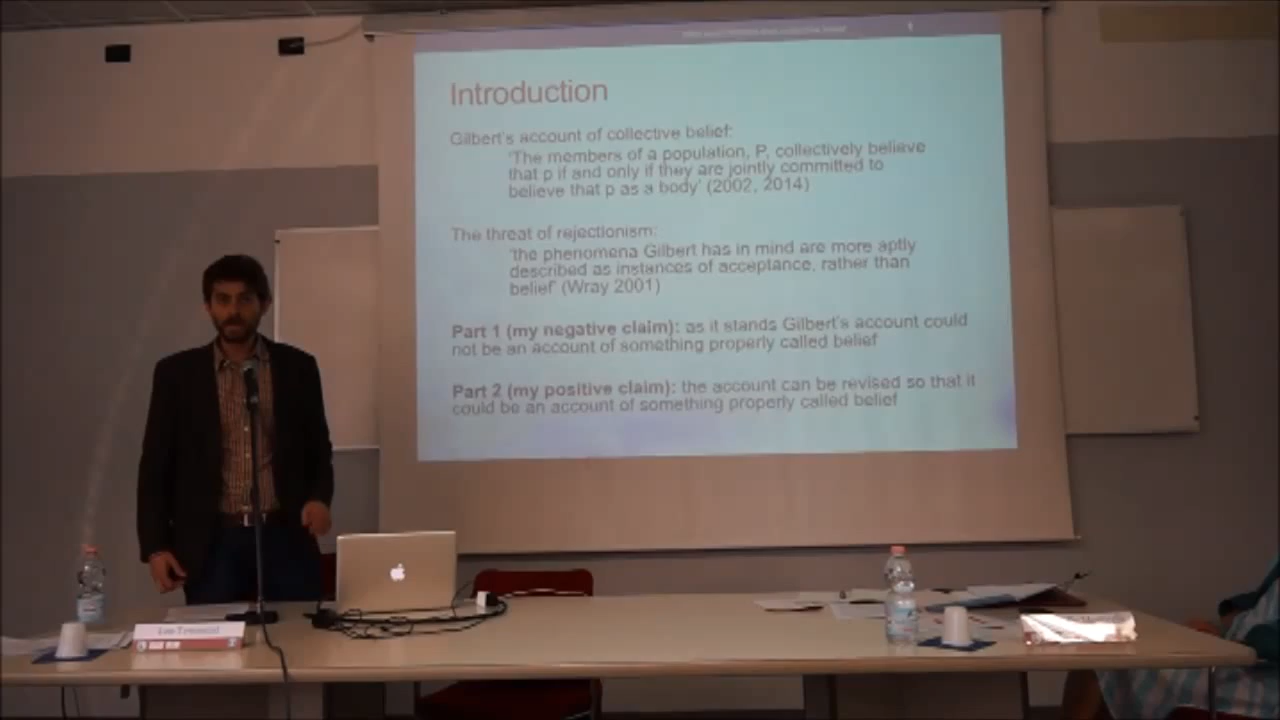 Introduction
Gilbert's account of collective belief:
'The members of a population, P, collectively believe
that p if and only if they are jointly committed to
believe that p as a body' (2002, 2014)
The threat of rejectionism:
'the phenomena Gilbert has in mind are more aptly
described as instances of acceptance, rather than
belief' (Wray 2001)
Part 1 (my negative claim): as it stands Gilbert's account could
not be an account of something properly called belief
Part 2 (my positive claim): the account can be revised so that it
could be an account of something properly called belief